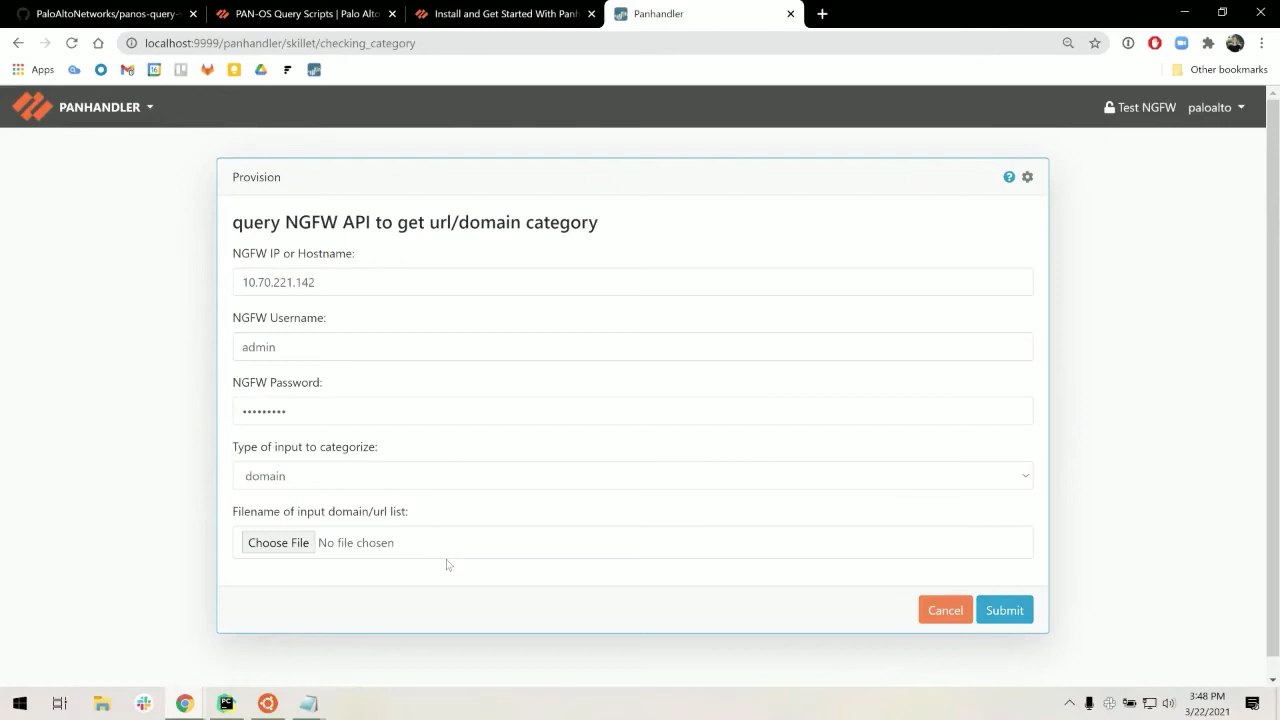 PaloAltoNetworks/panos-query-
PAN-OS Query Scripts | Palo Alto
Install and Get Started With Panh
Panhandler
localhost:9999/panhandler/skillet/checking_category
Apps
Other bookmarks
PANHANDLER
Test NGFW
paloalto
Provision
query NGFW API to get url/domain category
NGFW IP or Hostname:
10.70.221.142
NGFW Username:
admin
NGFW Password:
•••••••••
Type of input to categorize:
domain
Filename of input domain/url list:
Choose File No file chosen
Cancel
Submit
3:48 PM
3/22/2021